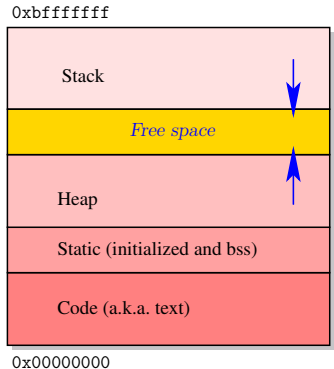 0xbfffffff
Stack
Free space
Heap
Static (initialized and bss)
Code (a.k.a. text)
0x00000000